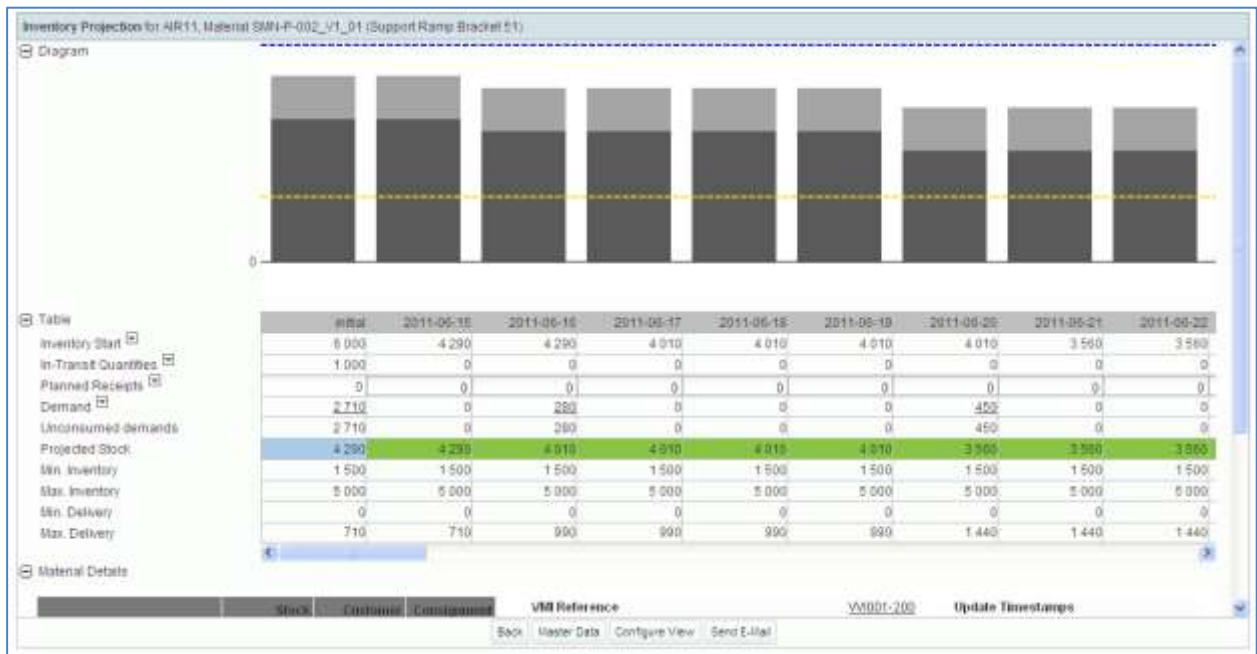 Inventory Projection for AIR11, Material SMN-P-002_V1_01 (Support Ramp Bracket 51)
Diagram
0
Table
Initial 2011-06-15 2011-06-16 2011-06-17 2011-06-18 2011-06-19 2011-06-20 2011-06-21 2011-06-22
Inventory Start 6 000 4 290 4 290 4 010 4 010 4 010 4 010 3 560 3 560
In-Transit Quantities 1 000 0 0 0 0 0 0 0 0
Planned Receipts 0 0 0 0 0 0 0 0 0
Demand 2 710 0 280 0 0 0 450 0 0
Unconsumed demands 2 710 0 280 0 0 0 450 0 0
Projected Stock 4 290 4 290 4 010 4 010 4 010 4 010 3 560 3 560 3 560
Min. Inventory 1 500 1 500 1 500 1 500 1 500 1 500 1 500 1 500 1 500
Max. Inventory 5 000 5 000 5 000 5 000 5 000 5 000 5 000 5 000 5 000
Min. Delivery 0 0 0 0 0 0 0 0 0
Max. Delivery 710 710 990 990 990 990 1 440 1 440 1 440
Material Details
Stock Customer Consignment VMI Reference VMI001-200 Update Timestamps
Back Master Data Configure View Send E-Mail